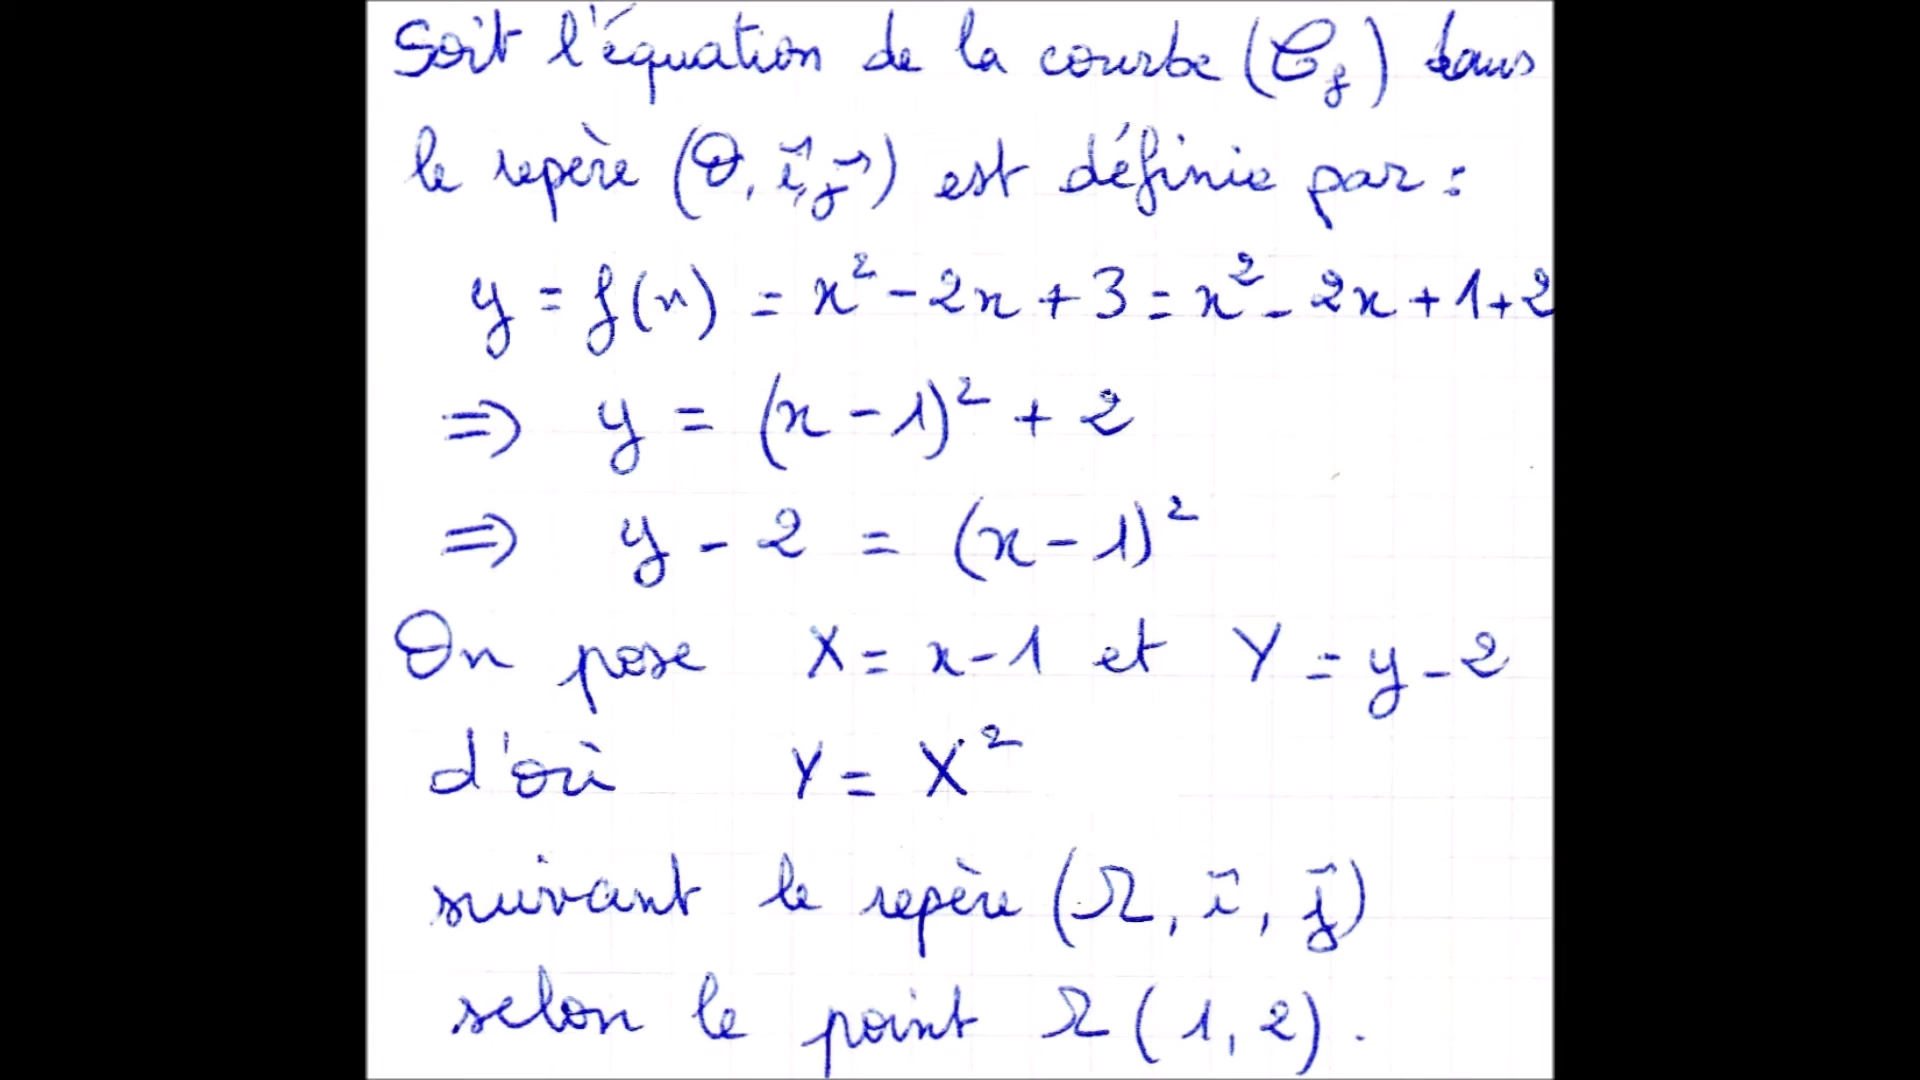 Soit l'équation de la courbe (C_f) dans
le repère (O, i⃗, j⃗) est définie par :
y = f(x) = x² - 2x + 3 = x² - 2x + 1 + 2
⇒ y = (x - 1)² + 2
⇒ y - 2 = (x - 1)²
On pose X = x - 1 et Y = y - 2
d'où Y = X²
suivant le repère (Ω, i⃗, j⃗)
selon le point Ω(1, 2).